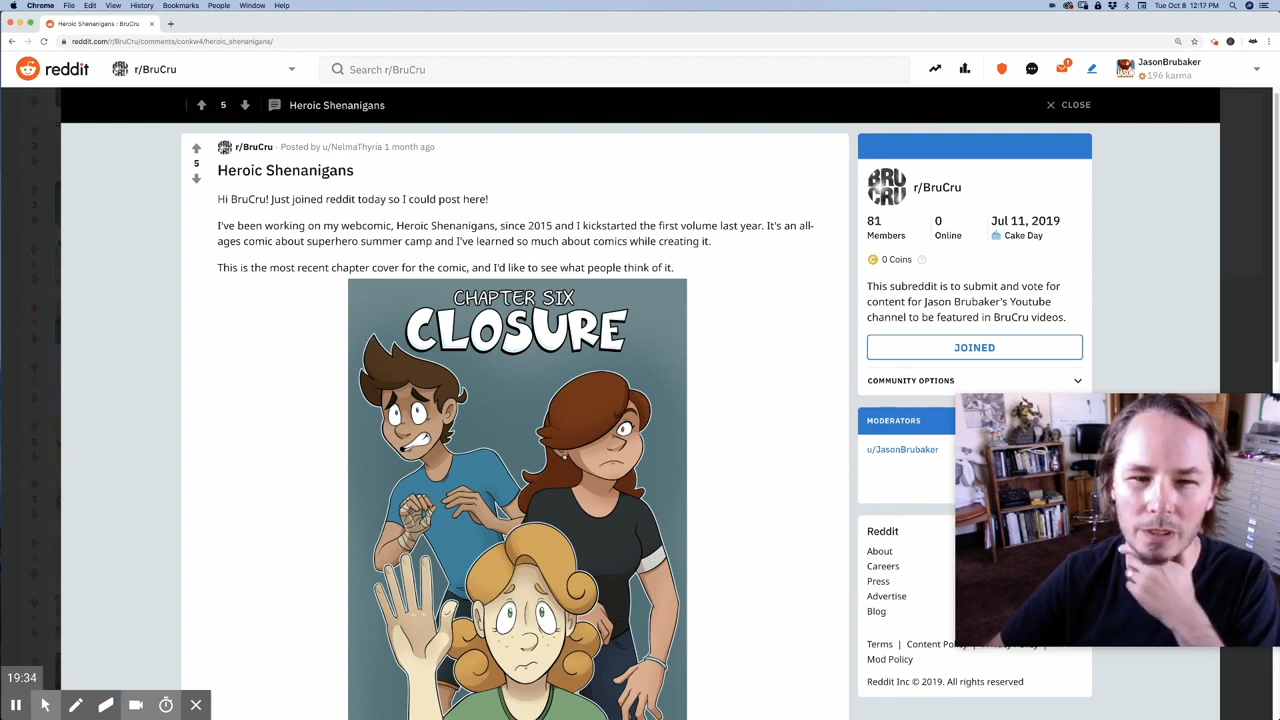 Chrome File Edit View History Bookmarks People Window Help
Tue Oct 8 12:17 PM
Heroic Shenanigans : BruCru
reddit.com/r/BruCru/comments/conkw4/heroic_shenanigans/
reddit r/BruCru
Search r/BruCru
1
JasonBrubaker
196 karma
5 Heroic Shenanigans
CLOSE
r/BruCru · Posted by u/NelmaThyria 1 month ago
5
Heroic Shenanigans
Hi BruCru! Just joined reddit today so I could post here!
I've been working on my webcomic, Heroic Shenanigans, since 2015 and I kickstarted the first volume last year. It's an all-
ages comic about superhero summer camp and I've learned so much about comics while creating it.
This is the most recent chapter cover for the comic, and I'd like to see what people think of it.
CHAPTER SIX
CLOSURE
BRU
CRU
r/BruCru
81 0 Jul 11, 2019
Members Online Cake Day
0 Coins
This subreddit is to submit and vote for
content for Jason Brubaker's Youtube
channel to be featured in BruCru videos.
JOINED
COMMUNITY OPTIONS
MODERATORS
u/JasonBrubaker
Reddit
About
Careers
Press
Advertise
Blog
Terms | Content
Mod Policy
Reddit Inc © 2019. All rights reserved
19:34